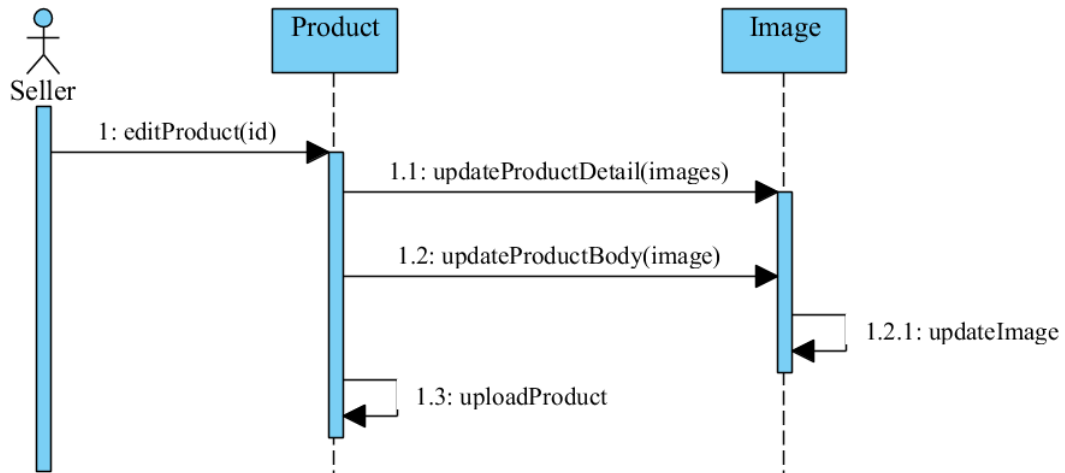 Product
Image
Seller
1: editProduct(id)
1.1: updateProductDetail(images)
1.2: updateProductBody(image)
1.2.1: updateImage
1.3: uploadProduct